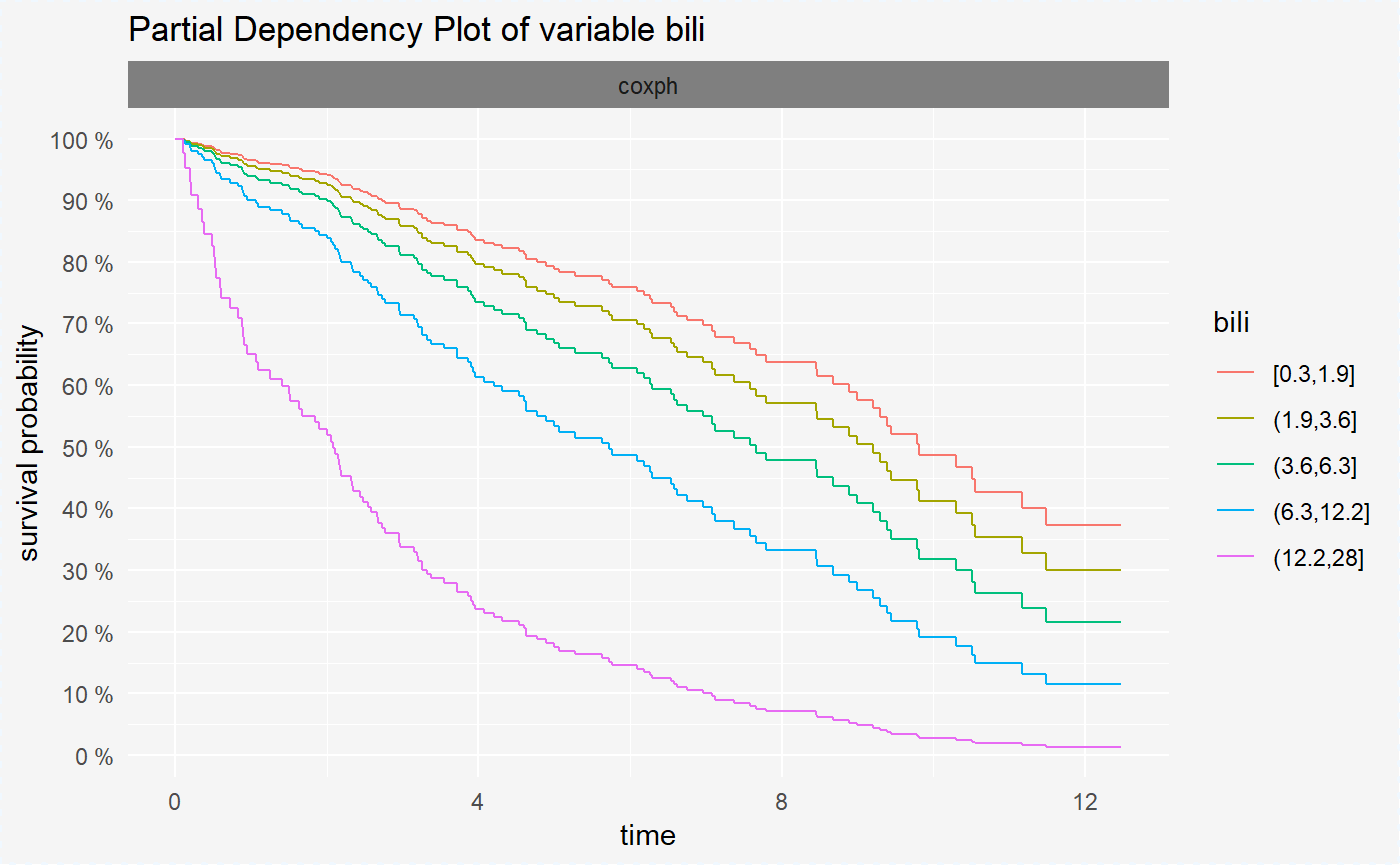 Partial Dependency Plot of variable bili
coxph
100 %
90 %
80 %
70 %
60 %
50 %
40 %
30 %
20 %
10 %
0 %
survival probability
0 4 8 12
time
bili
[0.3,1.9]
(1.9,3.6]
(3.6,6.3]
(6.3,12.2]
(12.2,28]